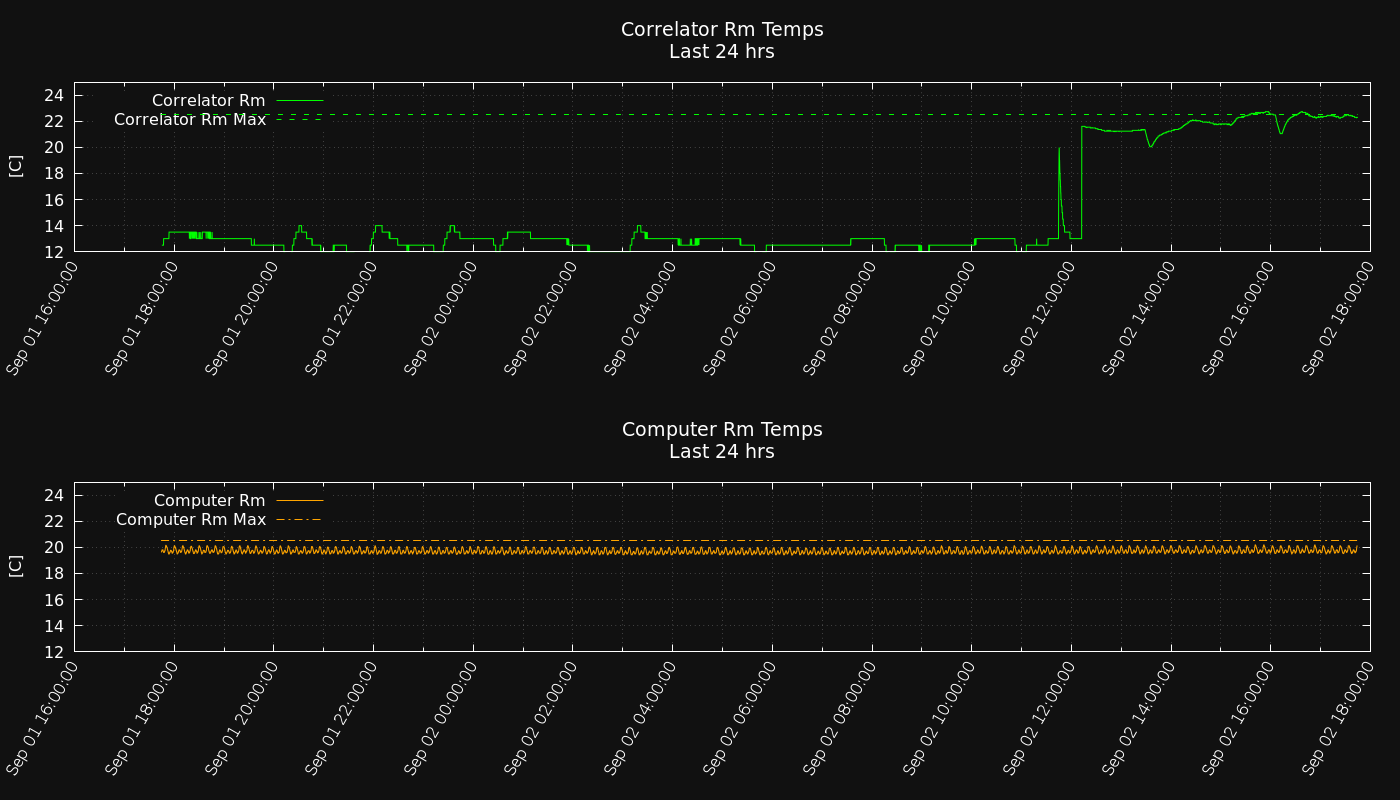 Correlator Rm Temps
Last 24 hrs
Correlator Rm
Correlator Rm Max
[C]
24
22
20
18
16
14
12
Sep 01 16:00:00
Sep 01 18:00:00
Sep 01 20:00:00
Sep 01 22:00:00
Sep 02 00:00:00
Sep 02 02:00:00
Sep 02 04:00:00
Sep 02 06:00:00
Sep 02 08:00:00
Sep 02 10:00:00
Sep 02 12:00:00
Sep 02 14:00:00
Sep 02 16:00:00
Sep 02 18:00:00
Computer Rm Temps
Last 24 hrs
Computer Rm
Computer Rm Max
[C]
24
22
20
18
16
14
12
Sep 01 16:00:00
Sep 01 18:00:00
Sep 01 20:00:00
Sep 01 22:00:00
Sep 02 00:00:00
Sep 02 02:00:00
Sep 02 04:00:00
Sep 02 06:00:00
Sep 02 08:00:00
Sep 02 10:00:00
Sep 02 12:00:00
Sep 02 14:00:00
Sep 02 16:00:00
Sep 02 18:00:00